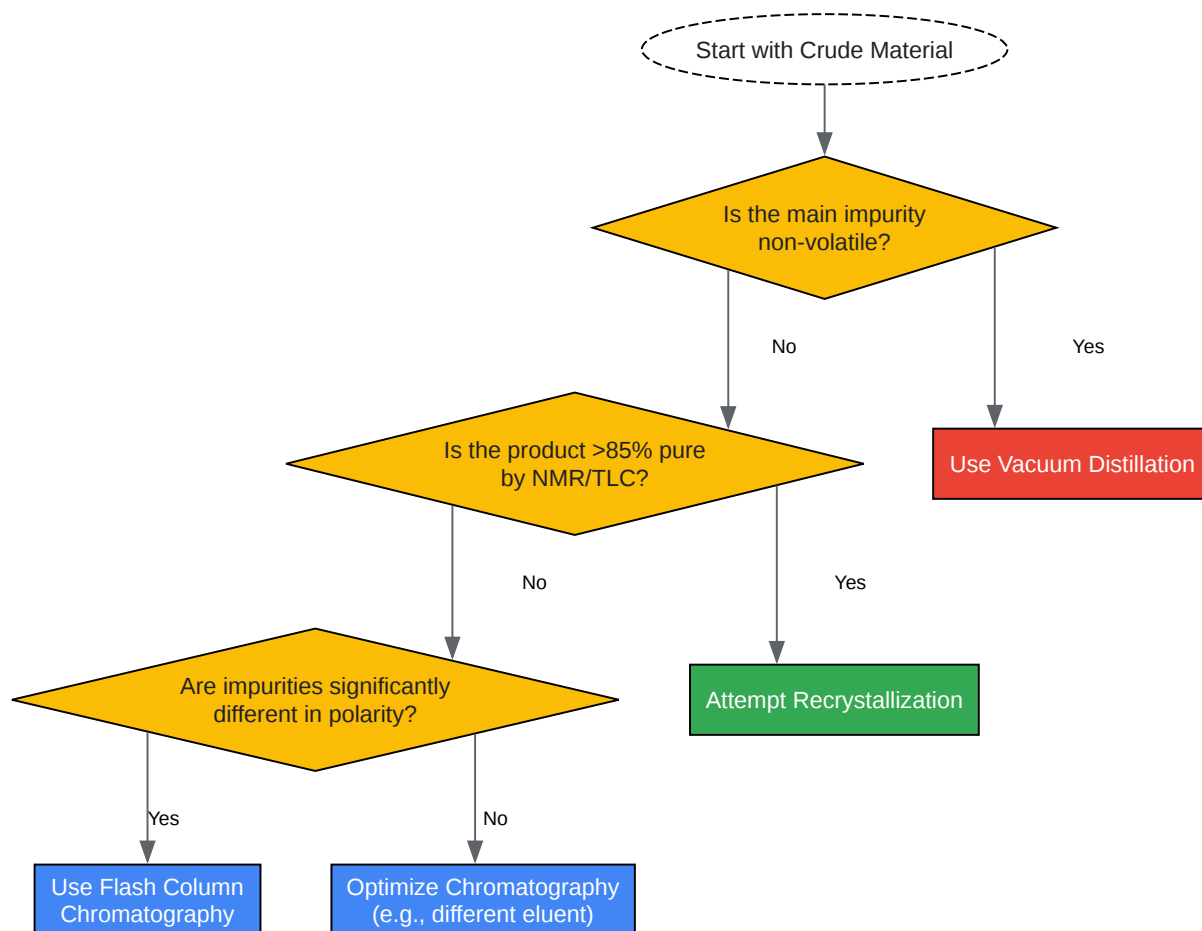 Start with Crude Material
Is the main impurity
non-volatile?
No
Yes
Is the product >85% pure
by NMR/TLC?
Use Vacuum Distillation
No
Yes
Are impurities significantly
different in polarity?
Attempt Recrystallization
Yes
No
Use Flash Column
Chromatography
Optimize Chromatography
(e.g., different eluent)